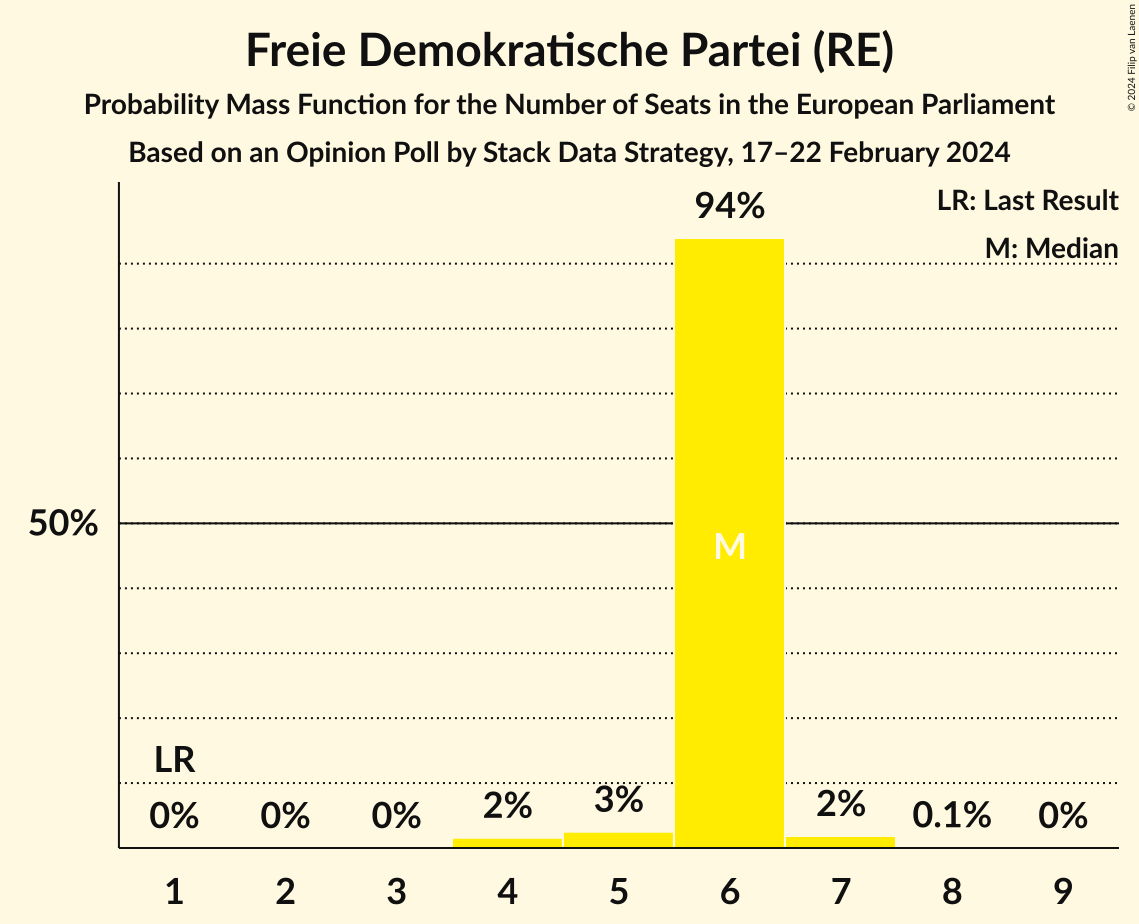 Freie Demokratische Partei (RE)
Probability Mass Function for the Number of Seats in the European Parliament
Based on an Opinion Poll by Stack Data Strategy, 17–22 February 2024
© 2024 Filip van Laenen
LR: Last Result
M: Median
94%
50%
M
LR
0% 0% 0% 2% 3% 2% 0.1% 0%
1 2 3 4 5 6 7 8 9